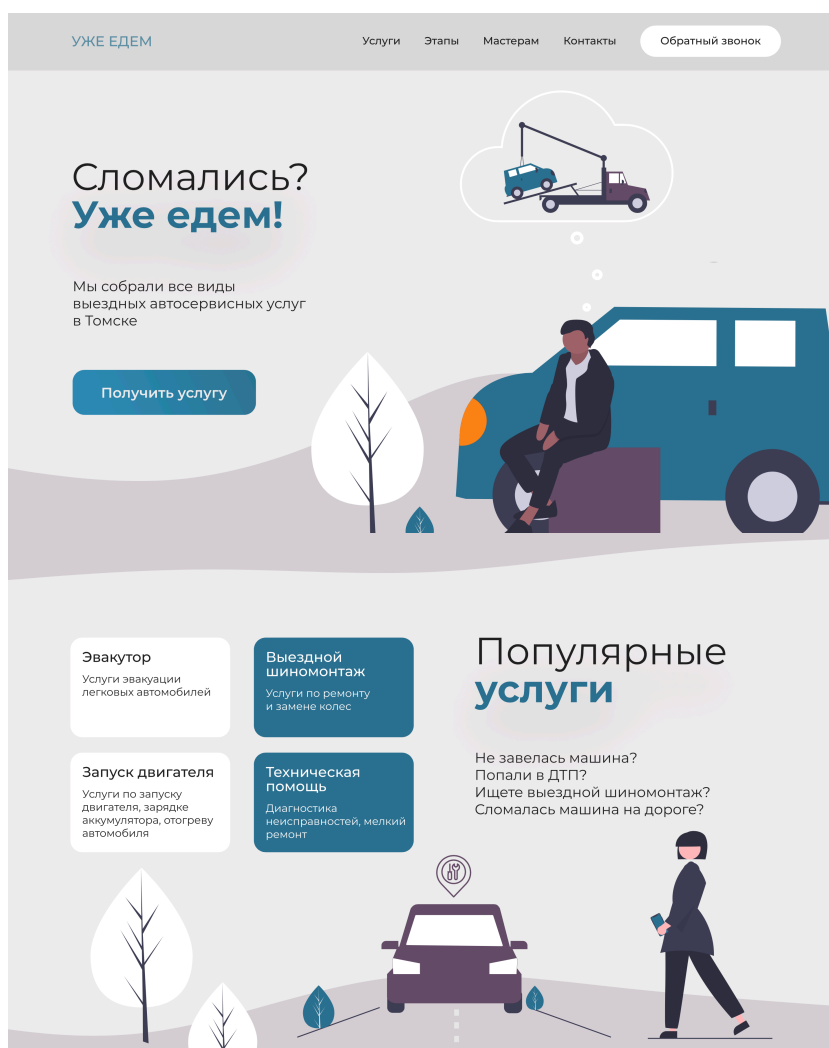 УЖЕ ЕДЕМ
Услуги
Этапы
Мастерам
Контакты
Обратный звонок
Сломались?
Уже едем!
Мы собрали все виды
выездных автосервисных услуг
в Томске
Получить услугу
Эвакутор
Услуги эвакуации
легковых автомобилей
Выездной
шиномонтаж
Услуги по ремонту
и замене колес
Запуск двигателя
Услуги по запуску
двигателя, зарядке
аккумулятора, отогреву
автомобиля
Техническая
помощь
Диагностика
неисправностей, мелкий
ремонт
Популярные
услуги
Не завелась машина?
Попали в ДТП?
Ищете выездной шиномонтаж?
Сломалась машина на дороге?